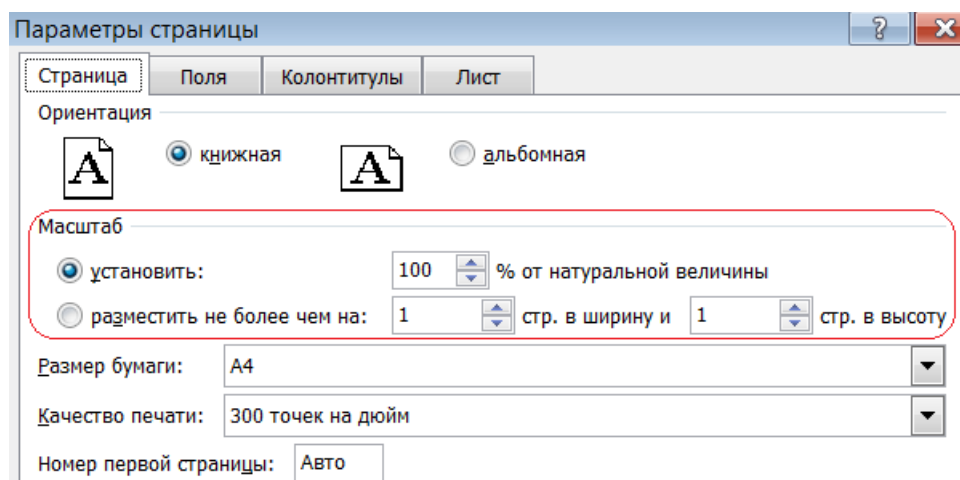 Параметры страницы ?
Страница Поля Колонтитулы Лист
Ориентация
A книжная A альбомная
Масштаб
установить: 100 % от натуральной величины
разместить не более чем на: 1 стр. в ширину и 1 стр. в высоту
Размер бумаги: A4
Качество печати: 300 точек на дюйм
Номер первой страницы: Авто